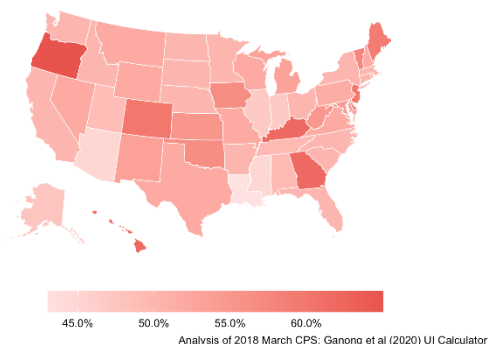 45.0% 50.0% 55.0% 60.0%
Analysis of 2018 March CPS; Ganong et al (2020) UI Calculator